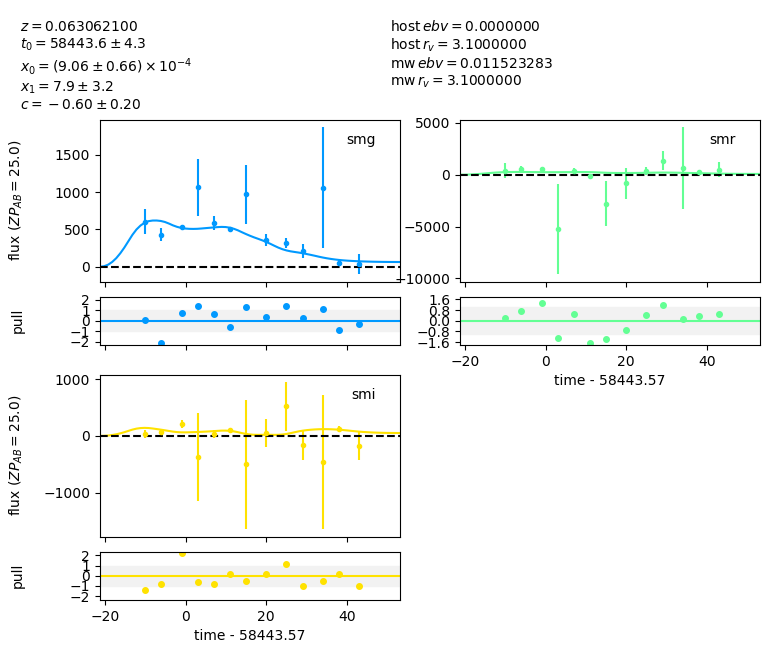 z = 0.063062100
t₀ = 58443.6 ± 4.3
x₀ = (9.06 ± 0.66) × 10⁻⁴
x₁ = 7.9 ± 3.2
c = −0.60 ± 0.20
host ebv = 0.0000000
host r_v = 3.1000000
mw ebv = 0.011523283
mw r_v = 3.1000000
smg
flux (ZP_AB = 25.0)
1500
1000
500
0
smr
5000
0
−5000
−10000
pull
2
1
0
−1
−2
1.6
0.8
0.0
−0.8
−1.6
−20
0
20
40
time - 58443.57
smi
flux (ZP_AB = 25.0)
1000
0
−1000
pull
2
1
0
−1
−2
−20
0
20
40
time - 58443.57